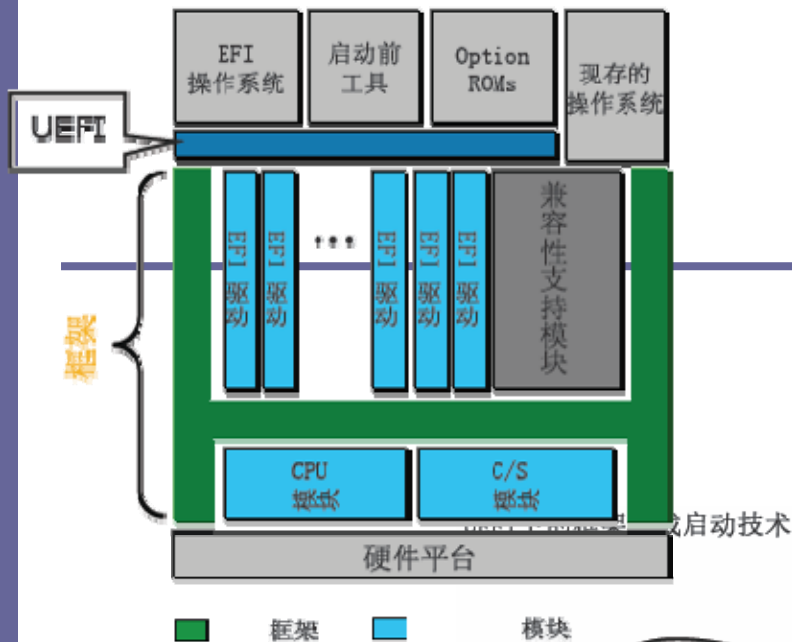 EFI
操作系统
启动前
工具
Option
ROMs
现存的
操作系统
UEFI
EFI 驱动
EFI 驱动
...
EFI 驱动
EFI 驱动
EFI 驱动
兼容性支持模块
框架
CPU
模块
C/S
模块
启动技术
硬件平台
框架
模块